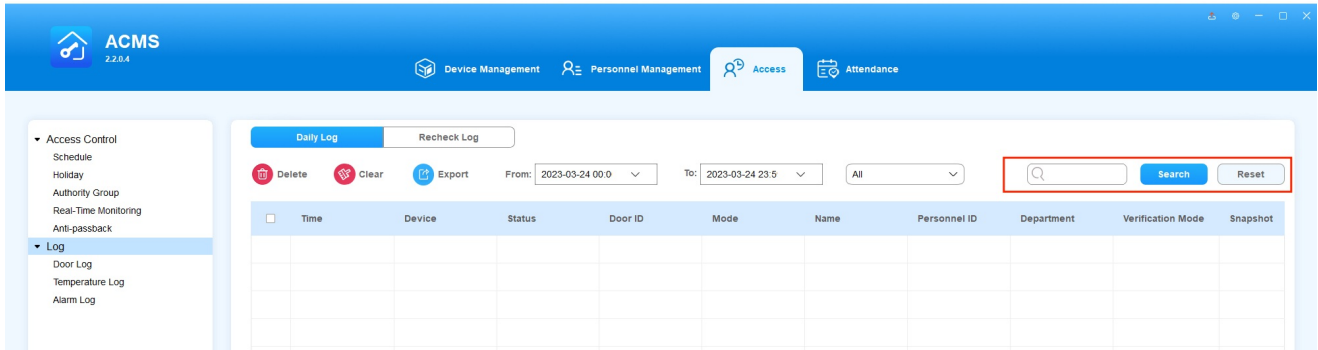 ACMS
2.2.0.4
Device Management Personnel Management Access Attendance
Access Control
Schedule
Holiday
Authority Group
Real-Time Monitoring
Anti-passback
Log
Door Log
Temperature Log
Alarm Log
Daily Log Recheck Log
Delete Clear Export From: 2023-03-24 00:0 To: 2023-03-24 23:5 All Search Reset
Time Device Status Door ID Mode Name Personnel ID Department Verification Mode Snapshot